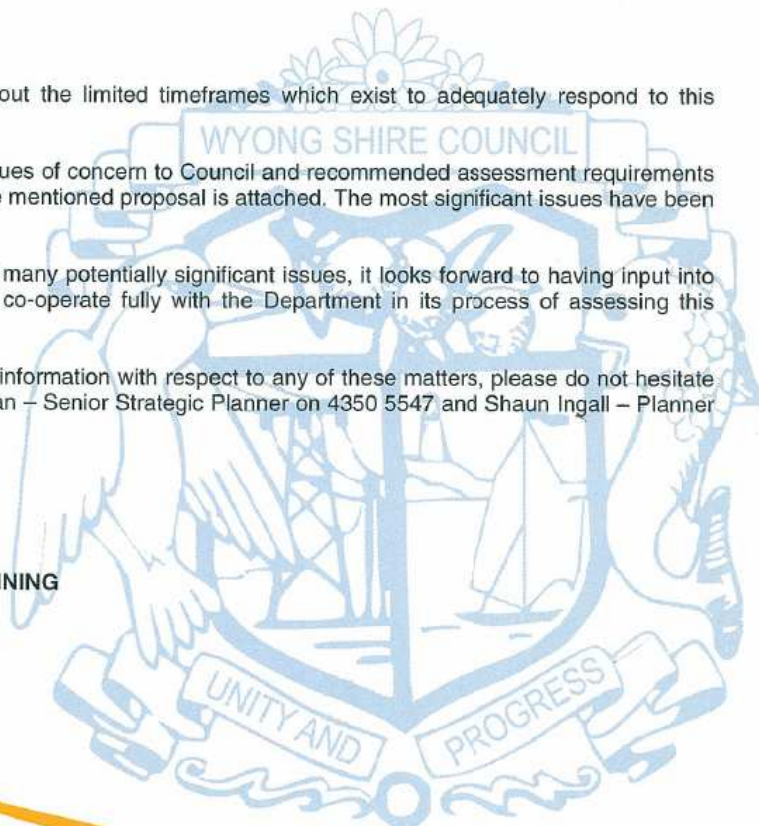 out the limited timeframes which exist to adequately respond to this
WYONG SHIRE COUNCIL
ues of concern to Council and recommended assessment requirements
mentioned proposal is attached. The most significant issues have been
many potentially significant issues, it looks forward to having input into
co-operate fully with the Department in its process of assessing this
information with respect to any of these matters, please do not hesitate
an – Senior Strategic Planner on 4350 5547 and Shaun Ingall – Planner
NNING
UNITY AND PROGRESS